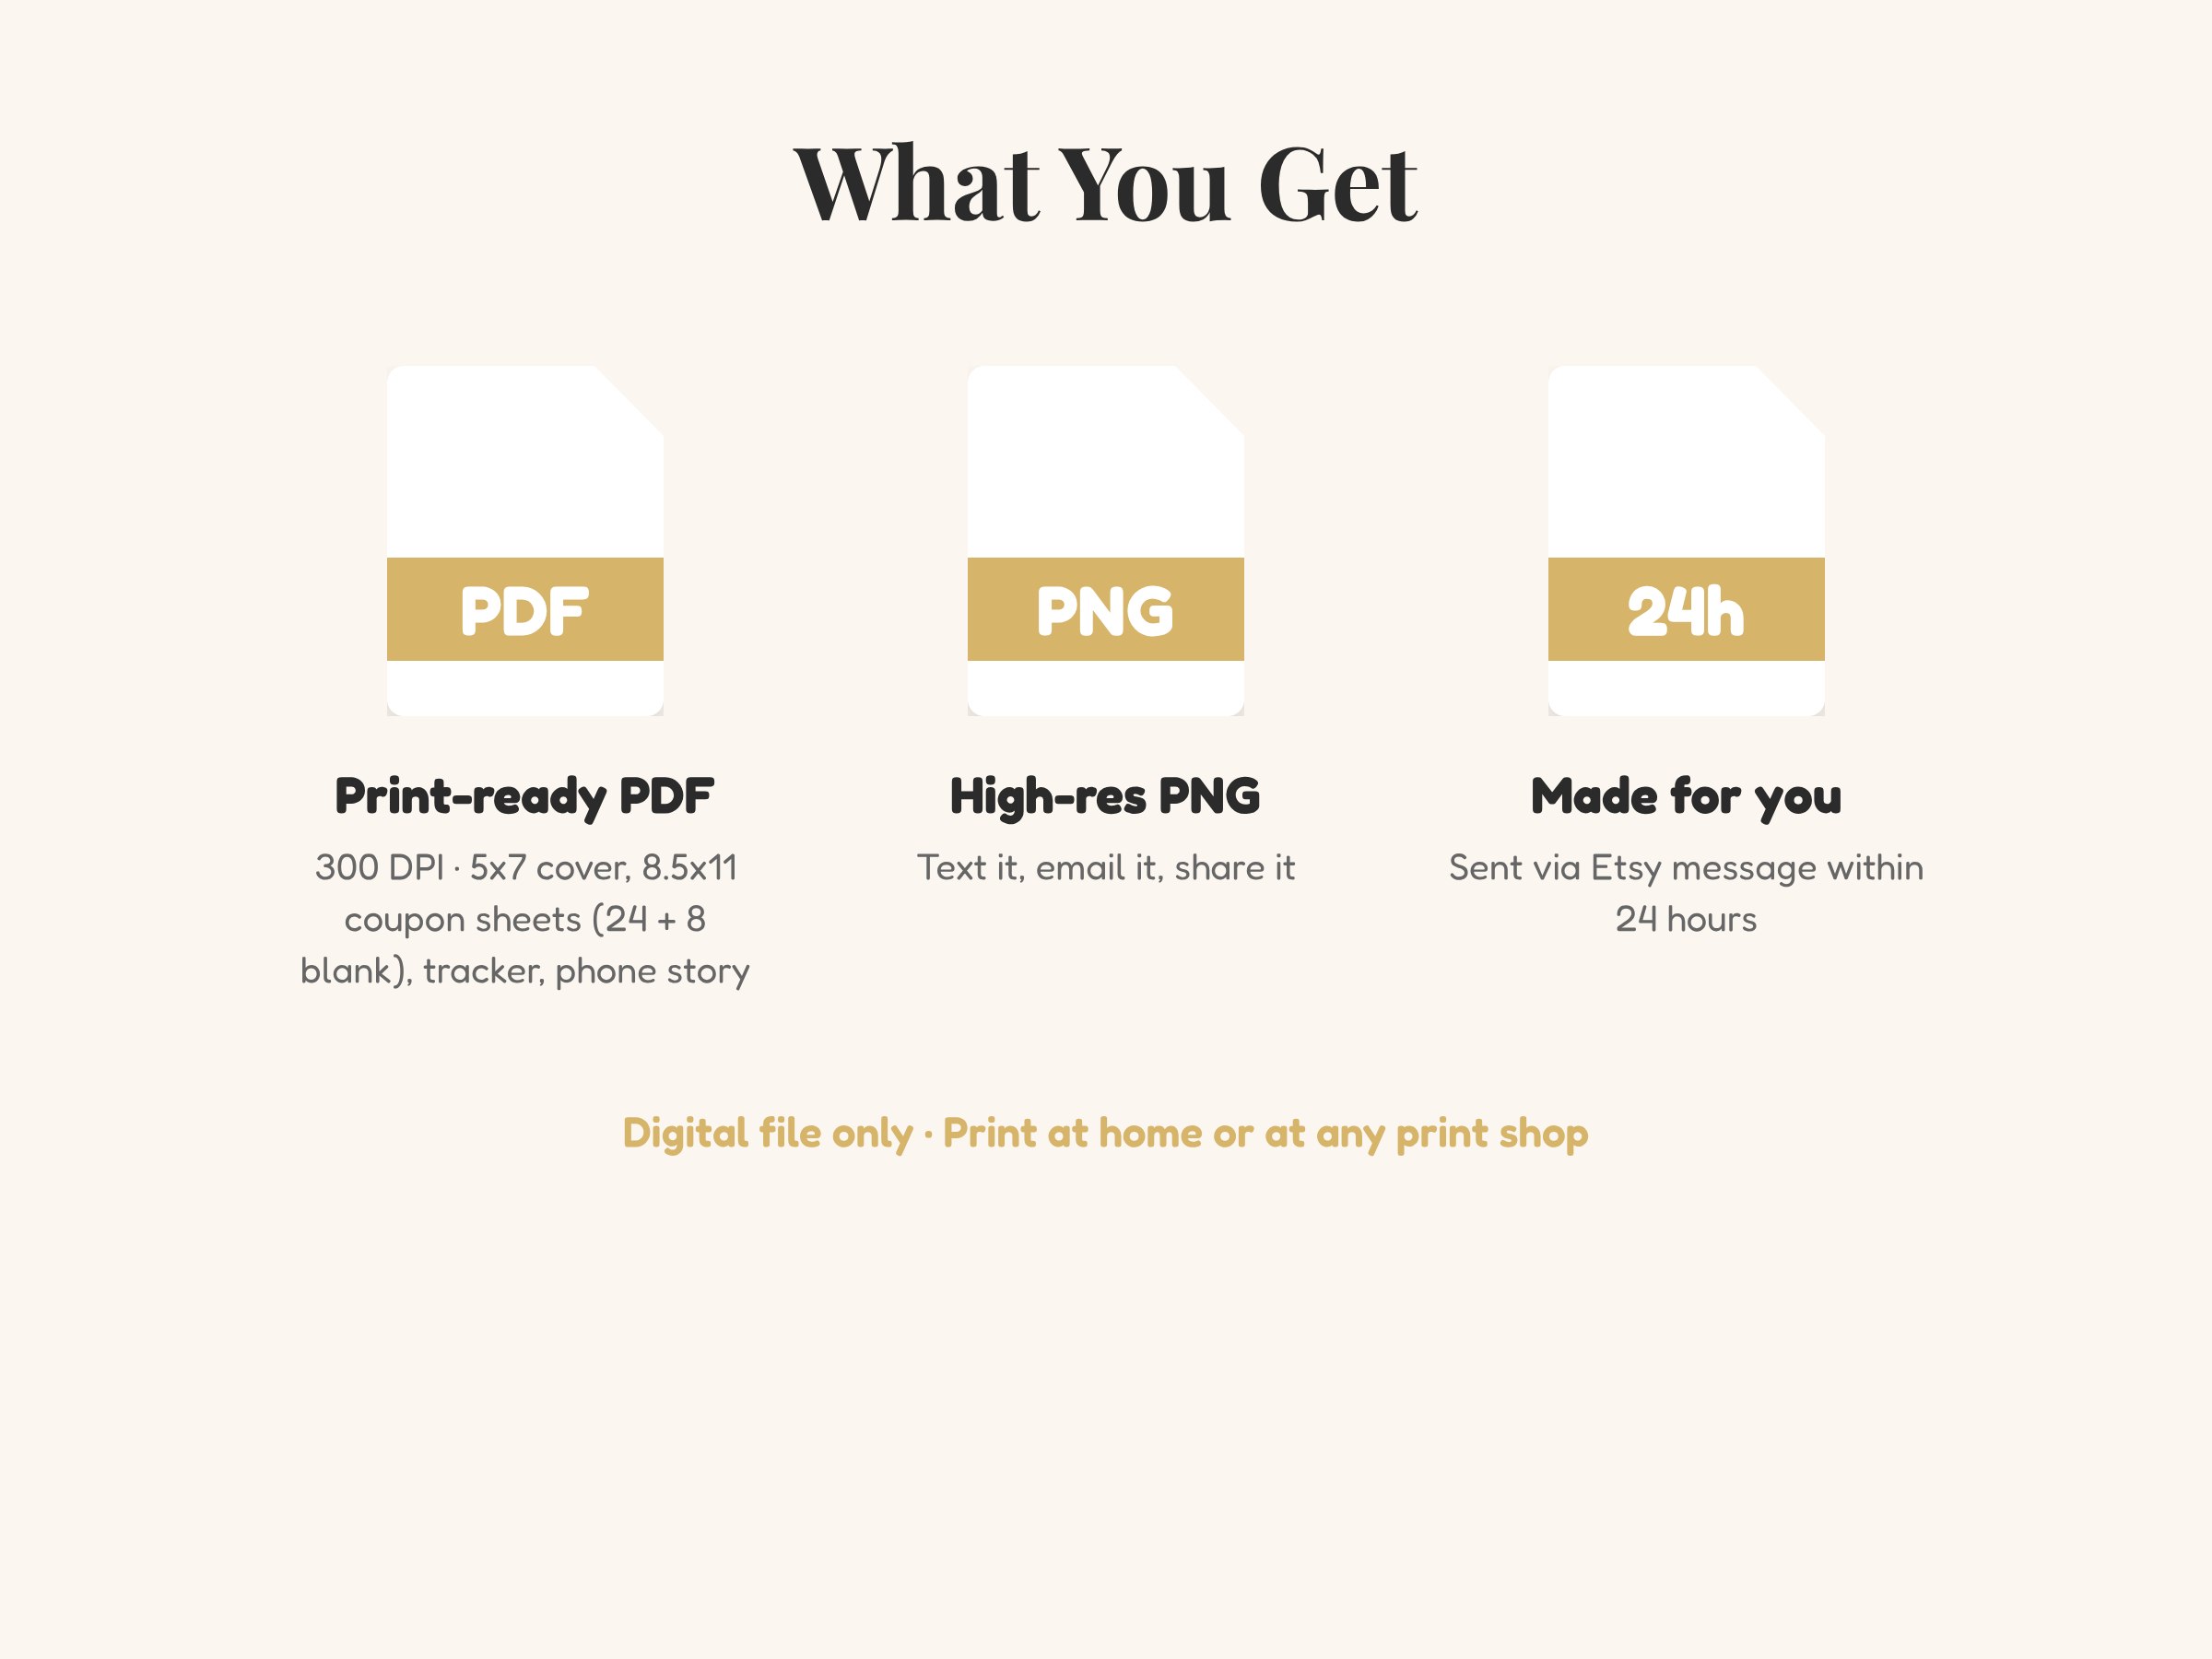 What You Get
PDF
PNG
24h
Print-ready PDF
300 DPI · 5x7 cover, 8.5x11
coupon sheets (24 + 8
blank), tracker, phone story
High-res PNG
Text it, email it, share it
Made for you
Sent via Etsy message within
24 hours
Digital file only · Print at home or at any print shop